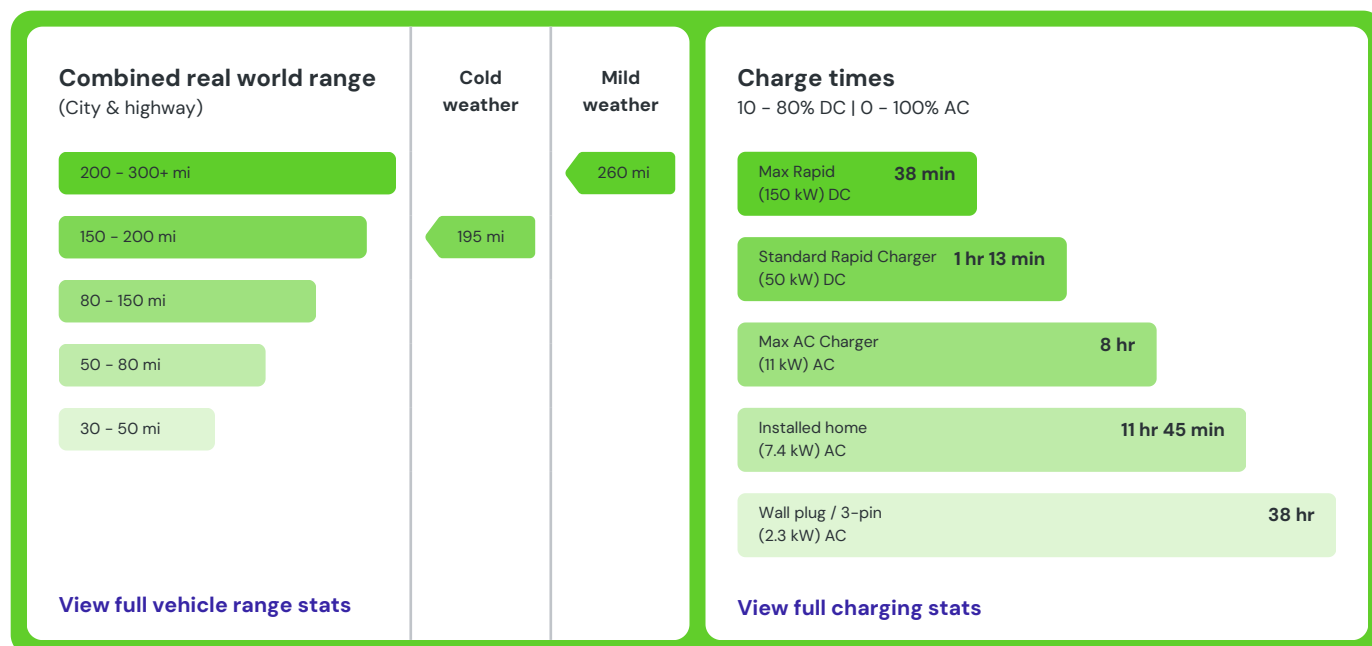 Combined real world range
(City & highway)
Cold
weather
Mild
weather
200 - 300+ mi
260 mi
150 - 200 mi
195 mi
80 - 150 mi
50 - 80 mi
30 - 50 mi
View full vehicle range stats
Charge times
10 - 80% DC | 0 - 100% AC
Max Rapid
(150 kW) DC
38 min
Standard Rapid Charger
(50 kW) DC
1 hr 13 min
Max AC Charger
(11 kW) AC
8 hr
Installed home
(7.4 kW) AC
11 hr 45 min
Wall plug / 3-pin
(2.3 kW) AC
38 hr
View full charging stats